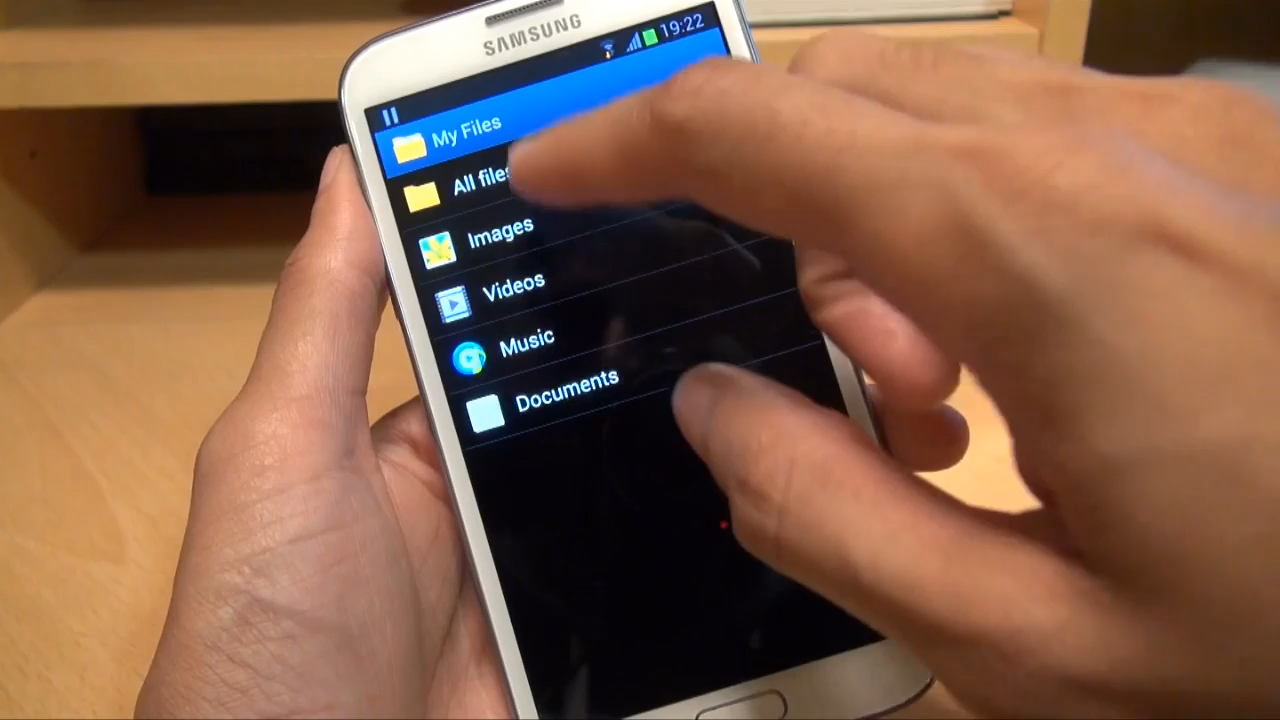 SAMSUNG
19:22
My Files
All files
Images
Videos
Music
Documents